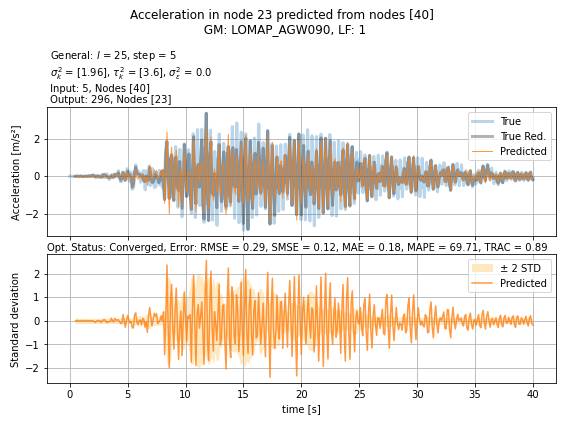 Acceleration in node 23 predicted from nodes [40]
GM: LOMAP_AGW090, LF: 1
General: l = 25, step = 5
σ²ₖ = [1.96], τ²ₖ = [3.6], σ²ε = 0.0
Input: 5, Nodes [40]
Output: 296, Nodes [23]
Acceleration [m/s²]
2
0
−2
True
True Red.
Predicted
Opt. Status: Converged, Error: RMSE = 0.29, SMSE = 0.12, MAE = 0.18, MAPE = 69.71, TRAC = 0.89
Standard deviation
2
1
0
−1
−2
± 2 STD
Predicted
0 5 10 15 20 25 30 35 40
time [s]